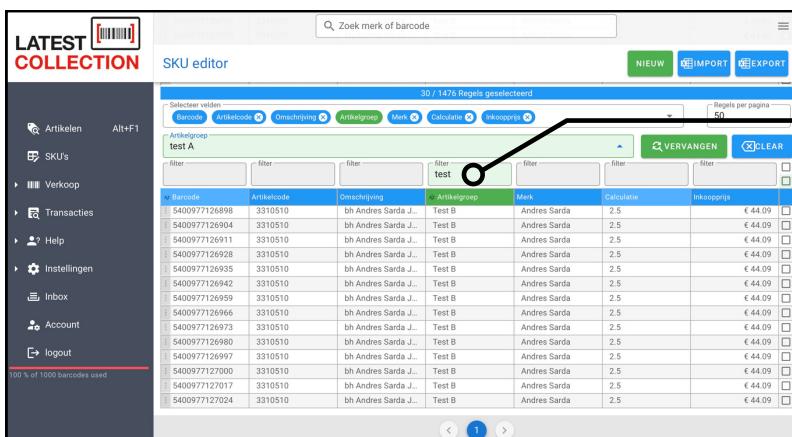 LATEST
COLLECTION
Zoek merk of barcode
SKU editor
NIEUW
IMPORT
EXPORT
30 / 1476 Regels geselecteerd
Selecteer velden
Barcode Artikelcode Omschrijving Artikelgroep Merk Calculatie Inkoopprijs
Regels per pagina
50
Artikelgroep
test A
VERVANGEN
CLEAR
filter filter filter filter filter filter filter
test
Barcode Artikelcode Omschrijving Artikelgroep Merk Calculatie Inkoopprijs
5400977126898 3310510 bh Andres Sarda J... Test B Andres Sarda 2.5 € 44.09
5400977126904 3310510 bh Andres Sarda J... Test B Andres Sarda 2.5 € 44.09
5400977126911 3310510 bh Andres Sarda J... Test B Andres Sarda 2.5 € 44.09
5400977126928 3310510 bh Andres Sarda J... Test B Andres Sarda 2.5 € 44.09
5400977126935 3310510 bh Andres Sarda J... Test B Andres Sarda 2.5 € 44.09
5400977126942 3310510 bh Andres Sarda J... Test B Andres Sarda 2.5 € 44.09
5400977126959 3310510 bh Andres Sarda J... Test B Andres Sarda 2.5 € 44.09
5400977126966 3310510 bh Andres Sarda J... Test B Andres Sarda 2.5 € 44.09
5400977126973 3310510 bh Andres Sarda J... Test B Andres Sarda 2.5 € 44.09
5400977126980 3310510 bh Andres Sarda J... Test B Andres Sarda 2.5 € 44.09
5400977126997 3310510 bh Andres Sarda J... Test B Andres Sarda 2.5 € 44.09
5400977127000 3310510 bh Andres Sarda J... Test B Andres Sarda 2.5 € 44.09
5400977127017 3310510 bh Andres Sarda J... Test B Andres Sarda 2.5 € 44.09
5400977127024 3310510 bh Andres Sarda J... Test B Andres Sarda 2.5 € 44.09
1
Artikelen Alt+F1
SKU's
Verkoop
Transacties
Help
Instellingen
Inbox
Account
logout
100 % of 1000 barcodes used